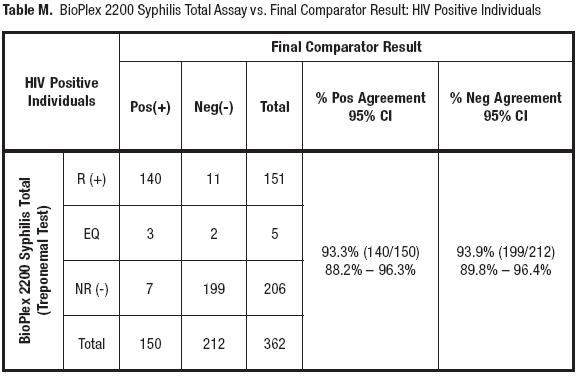 Table M. BioPlex 2200 Syphilis Total Assay vs. Final Comparator Result: HIV Positive Individuals
HIV Positive
Individuals
Final Comparator Result
Pos(+) Neg(-) Total % Pos Agreement
95% CI % Neg Agreement
95% CI
BioPlex 2200 Syphilis Total
(Treponemal Test)
R (+) 140 11 151
EQ 3 2 5
NR (-) 7 199 206
Total 150 212 362
93.3% (140/150)
88.2% – 96.3%
93.9% (199/212)
89.8% – 96.4%